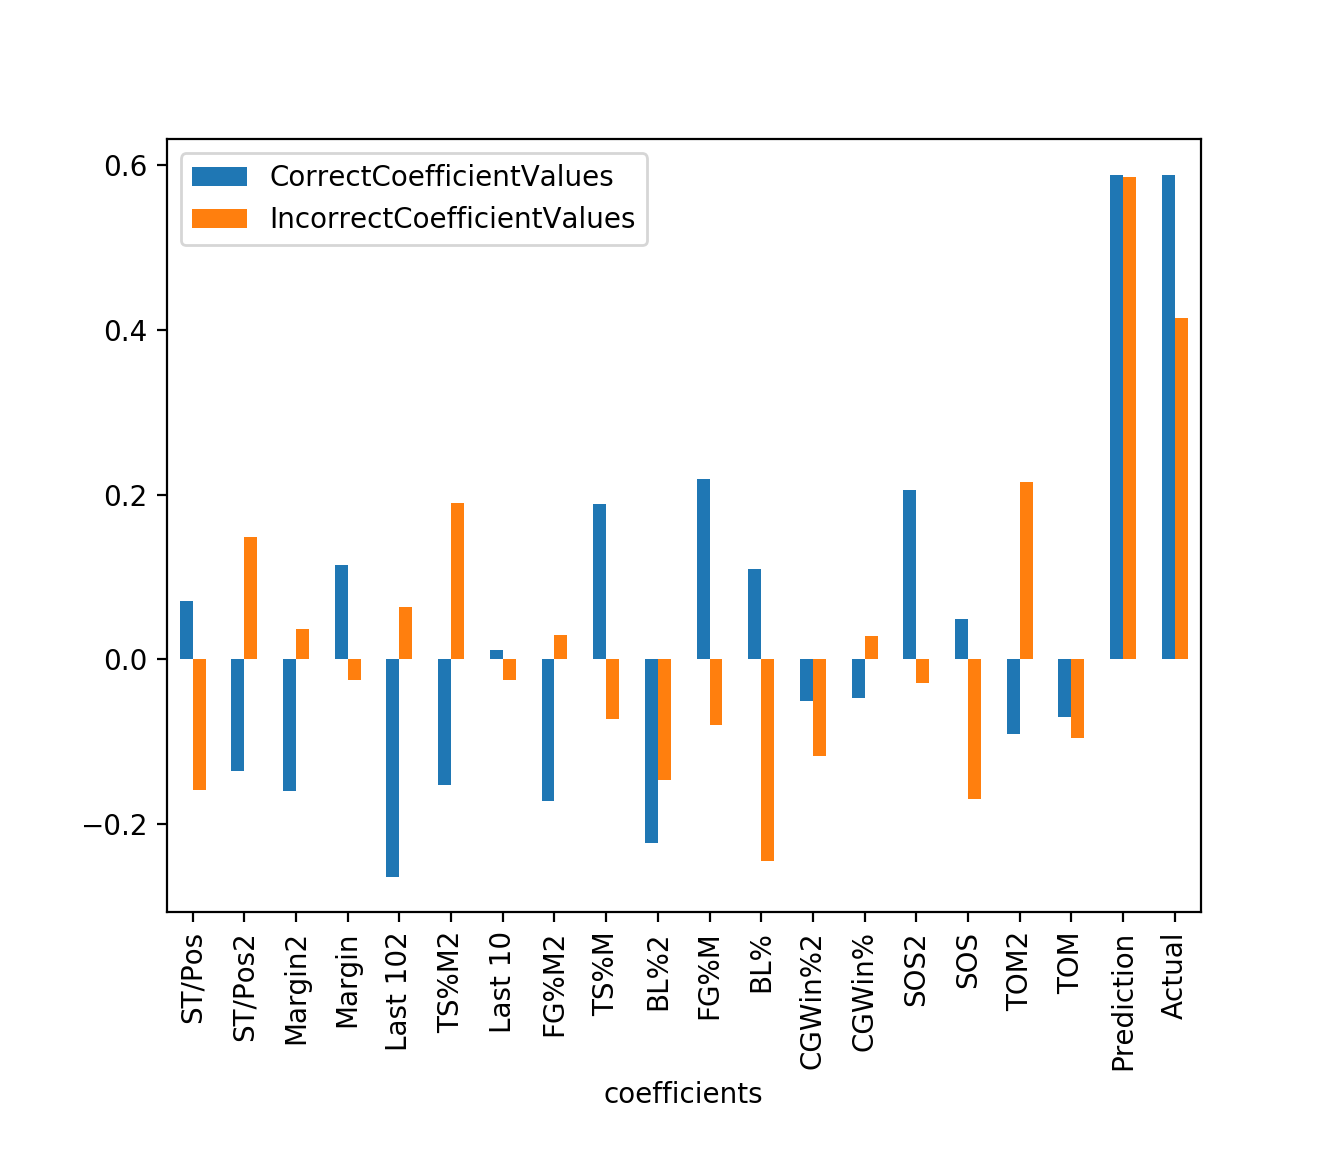 CorrectCoefficientValues
IncorrectCoefficientValues
0.6
0.4
0.2
0.0
−0.2
ST/Pos
ST/Pos2
Margin2
Margin
Last 102
TS%M2
Last 10
FG%M2
TS%M
BL%2
FG%M
BL%
CGWin%2
CGWin%
SOS2
SOS
TOM2
TOM
Prediction
Actual
coefficients